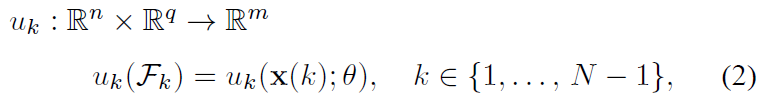 u_k : ℝ^n × ℝ^q → ℝ^m
u_k(ℱ_k) = u_k(𝐱(k); θ), k ∈ {1, . . . , N − 1}, (2)